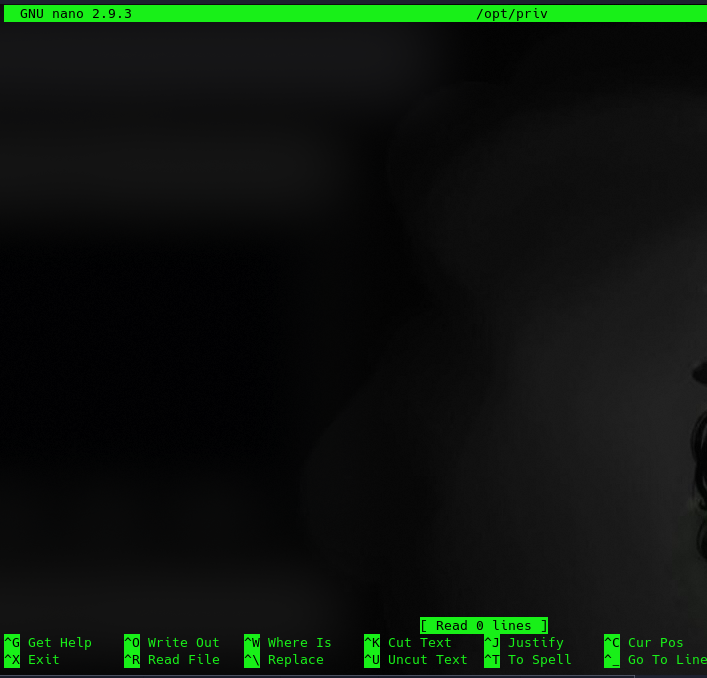 GNU nano 2.9.3 /opt/priv
[ Read 0 lines ]
^G Get Help ^O Write Out ^W Where Is ^K Cut Text ^J Justify ^C Cur Pos
^X Exit ^R Read File ^\ Replace ^U Uncut Text ^T To Spell ^_ Go To Line